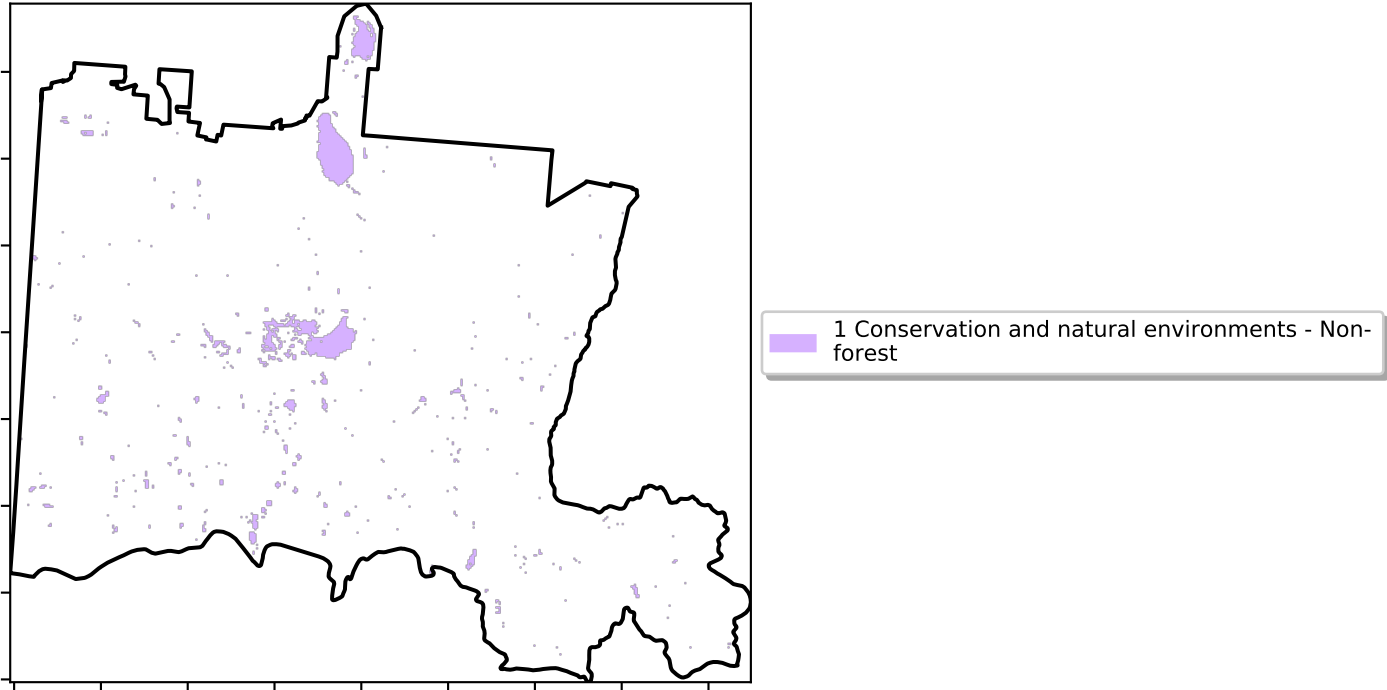 1 Conservation and natural environments - Non-
forest